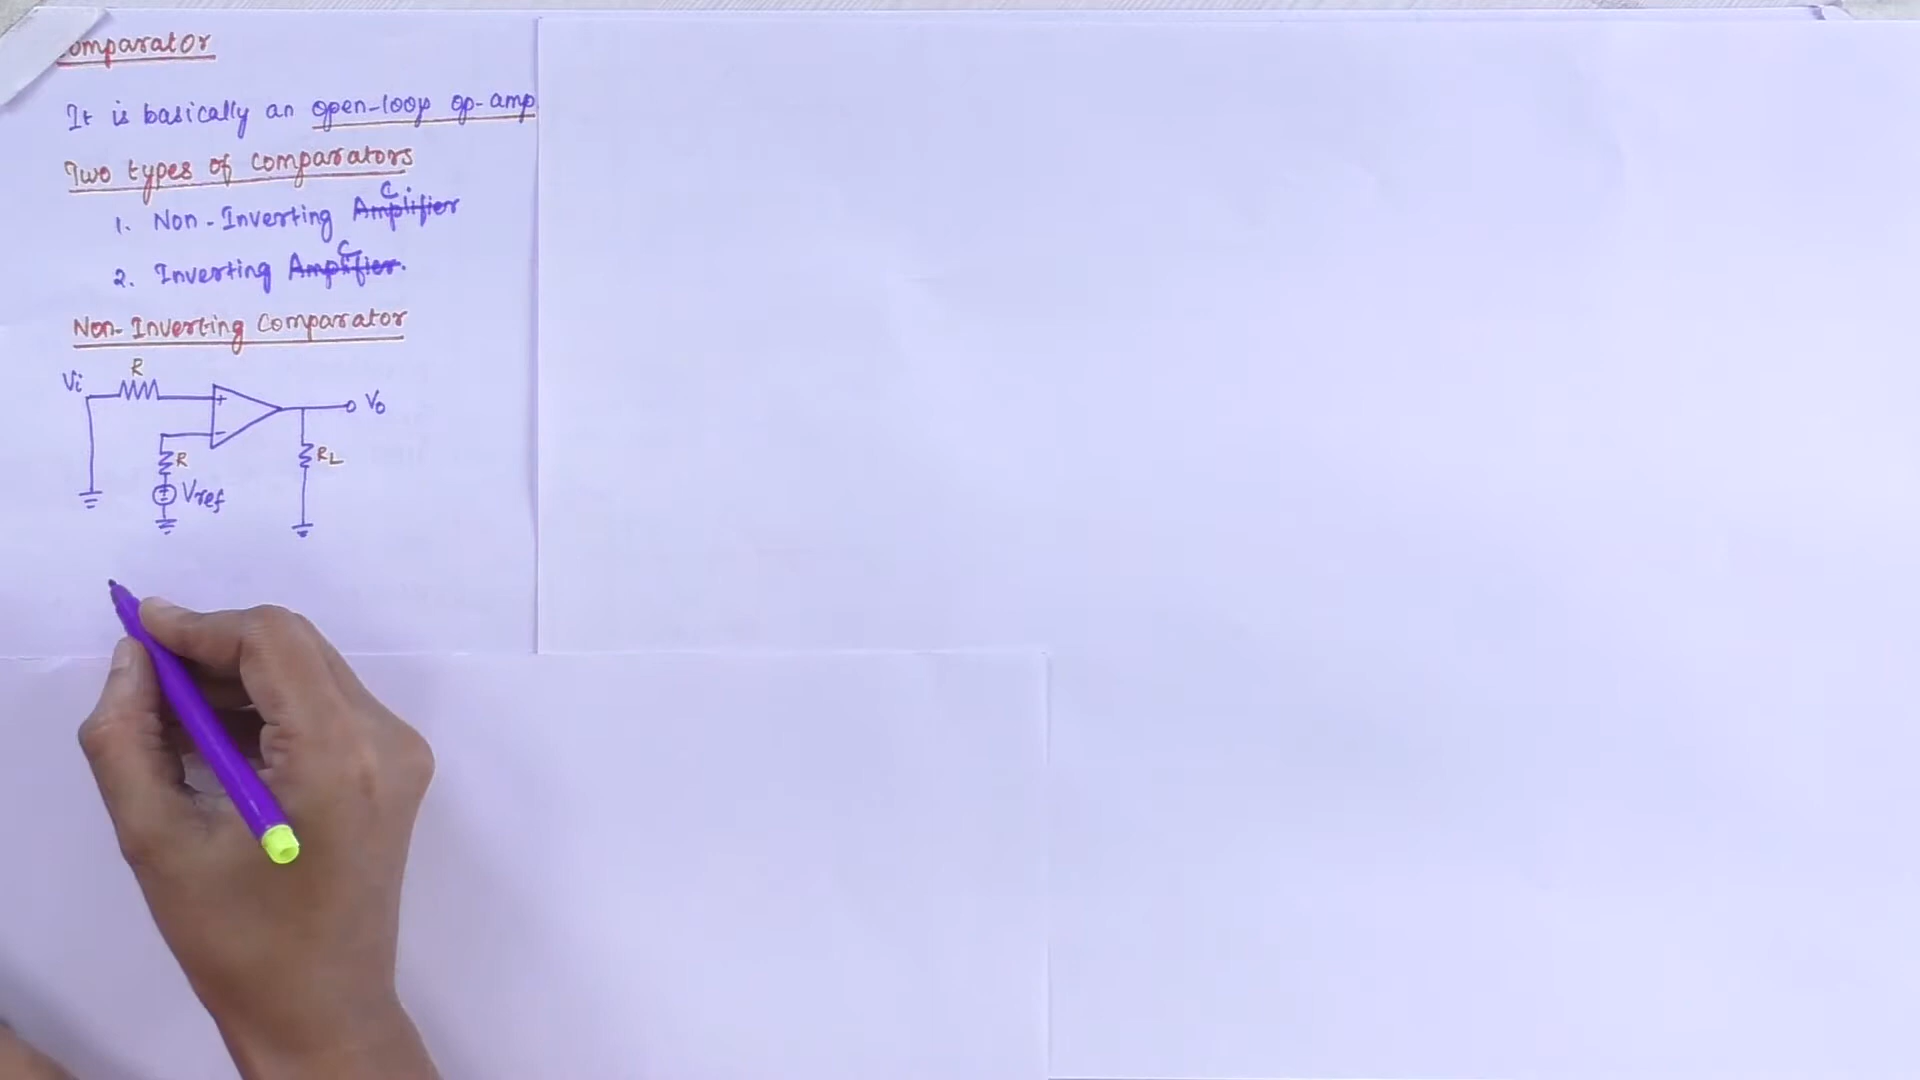 omparator
It is basically an open-loop op-amp
Two types of comparators
1. Non-Inverting Amplifier C.
2. Inverting Amplifier. C
Non-Inverting Comparator
R
Vi
+
Vo
-
R
RL
Vref